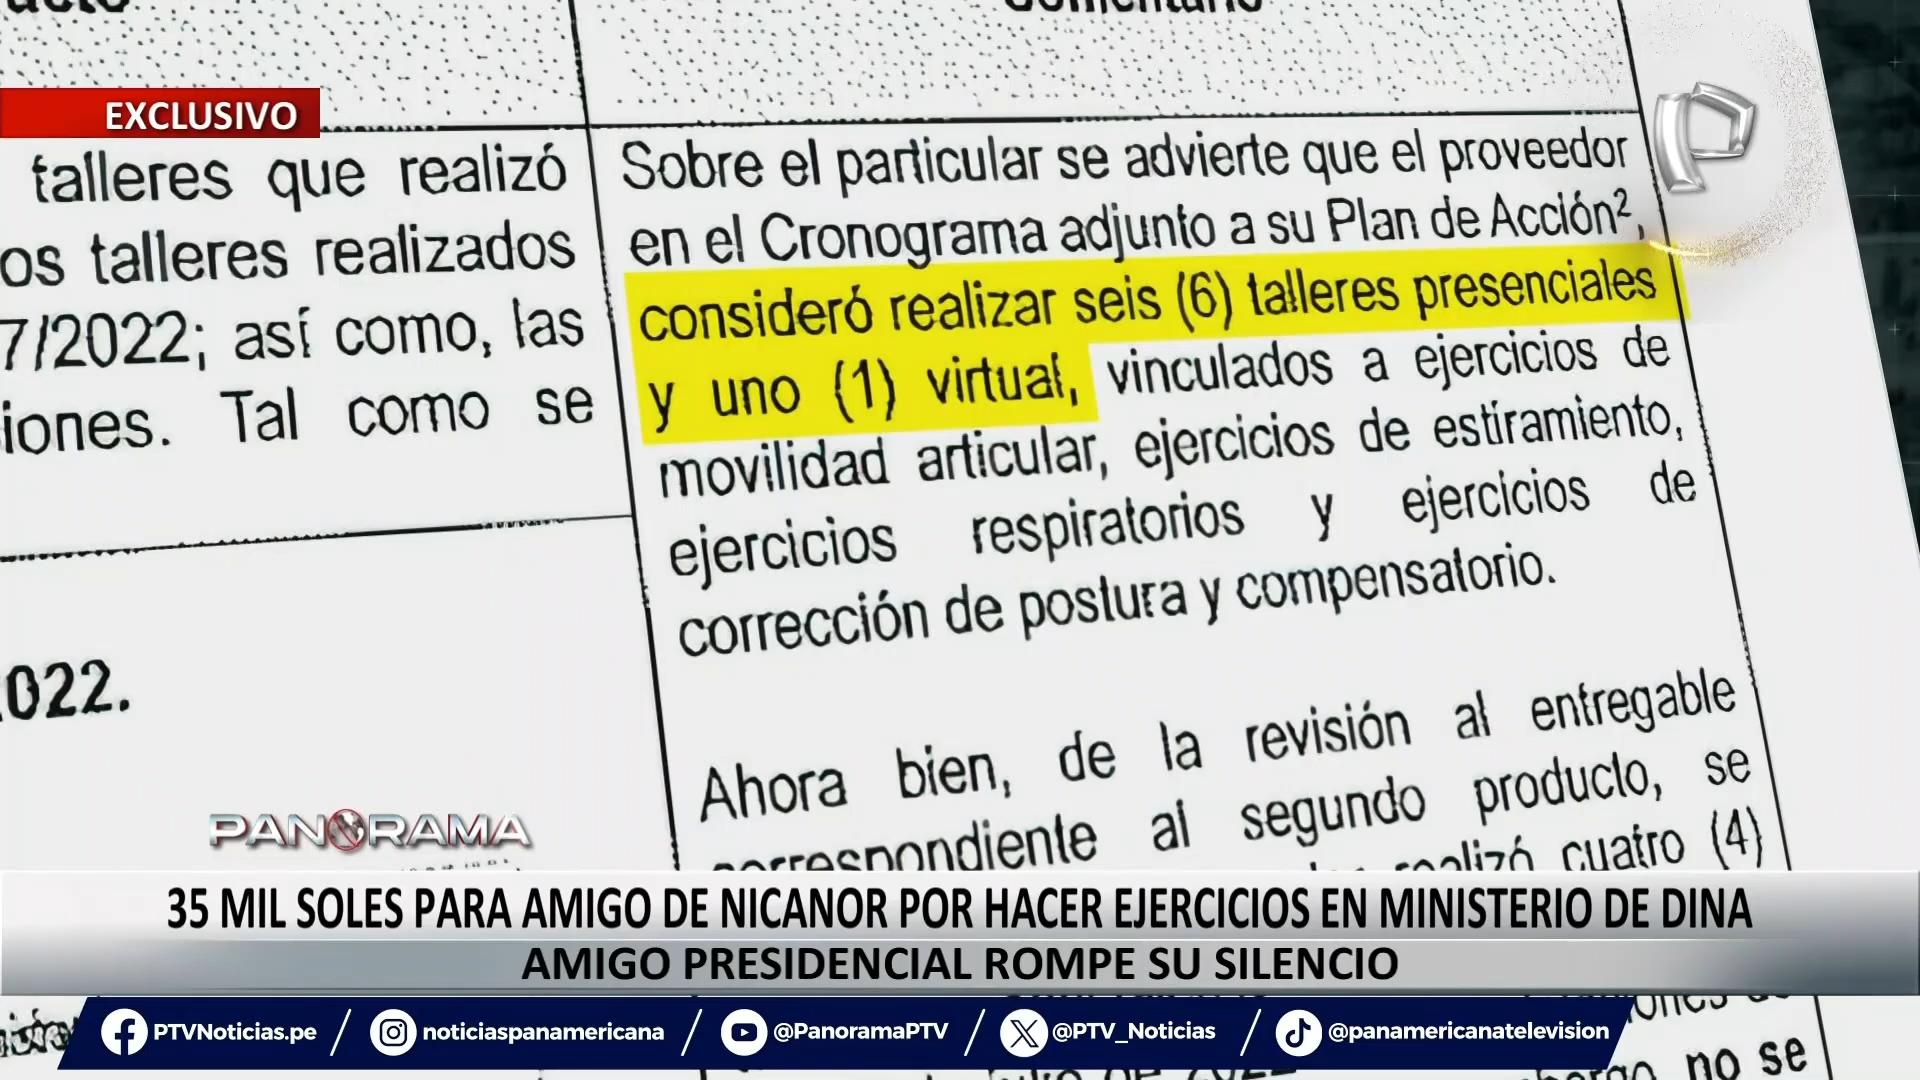 Comentario
EXCLUSIVO
talleres que realizó
os talleres realizados
7/2022; así como, las
iones. Tal como se
022.
Sobre el particular se advierte que el proveedor
en el Cronograma adjunto a su Plan de Acción²,
consideró realizar seis (6) talleres presenciales
y uno (1) virtual, vinculados a ejercicios de
movilidad articular, ejercicios de estiramiento,
ejercicios respiratorios y ejercicios de
corrección de postura y compensatorio.
Ahora bien, de la revisión al entregable
correspondiente al segundo producto, se
realizó cuatro (4)
PANORAMA
35 MIL SOLES PARA AMIGO DE NICANOR POR HACER EJERCICIOS EN MINISTERIO DE DINA
AMIGO PRESIDENCIAL ROMPE SU SILENCIO
PTVNoticias.pe / noticiaspanamericana / @PanoramaPTV / @PTV_Noticias / @panamericanatelevision
no se